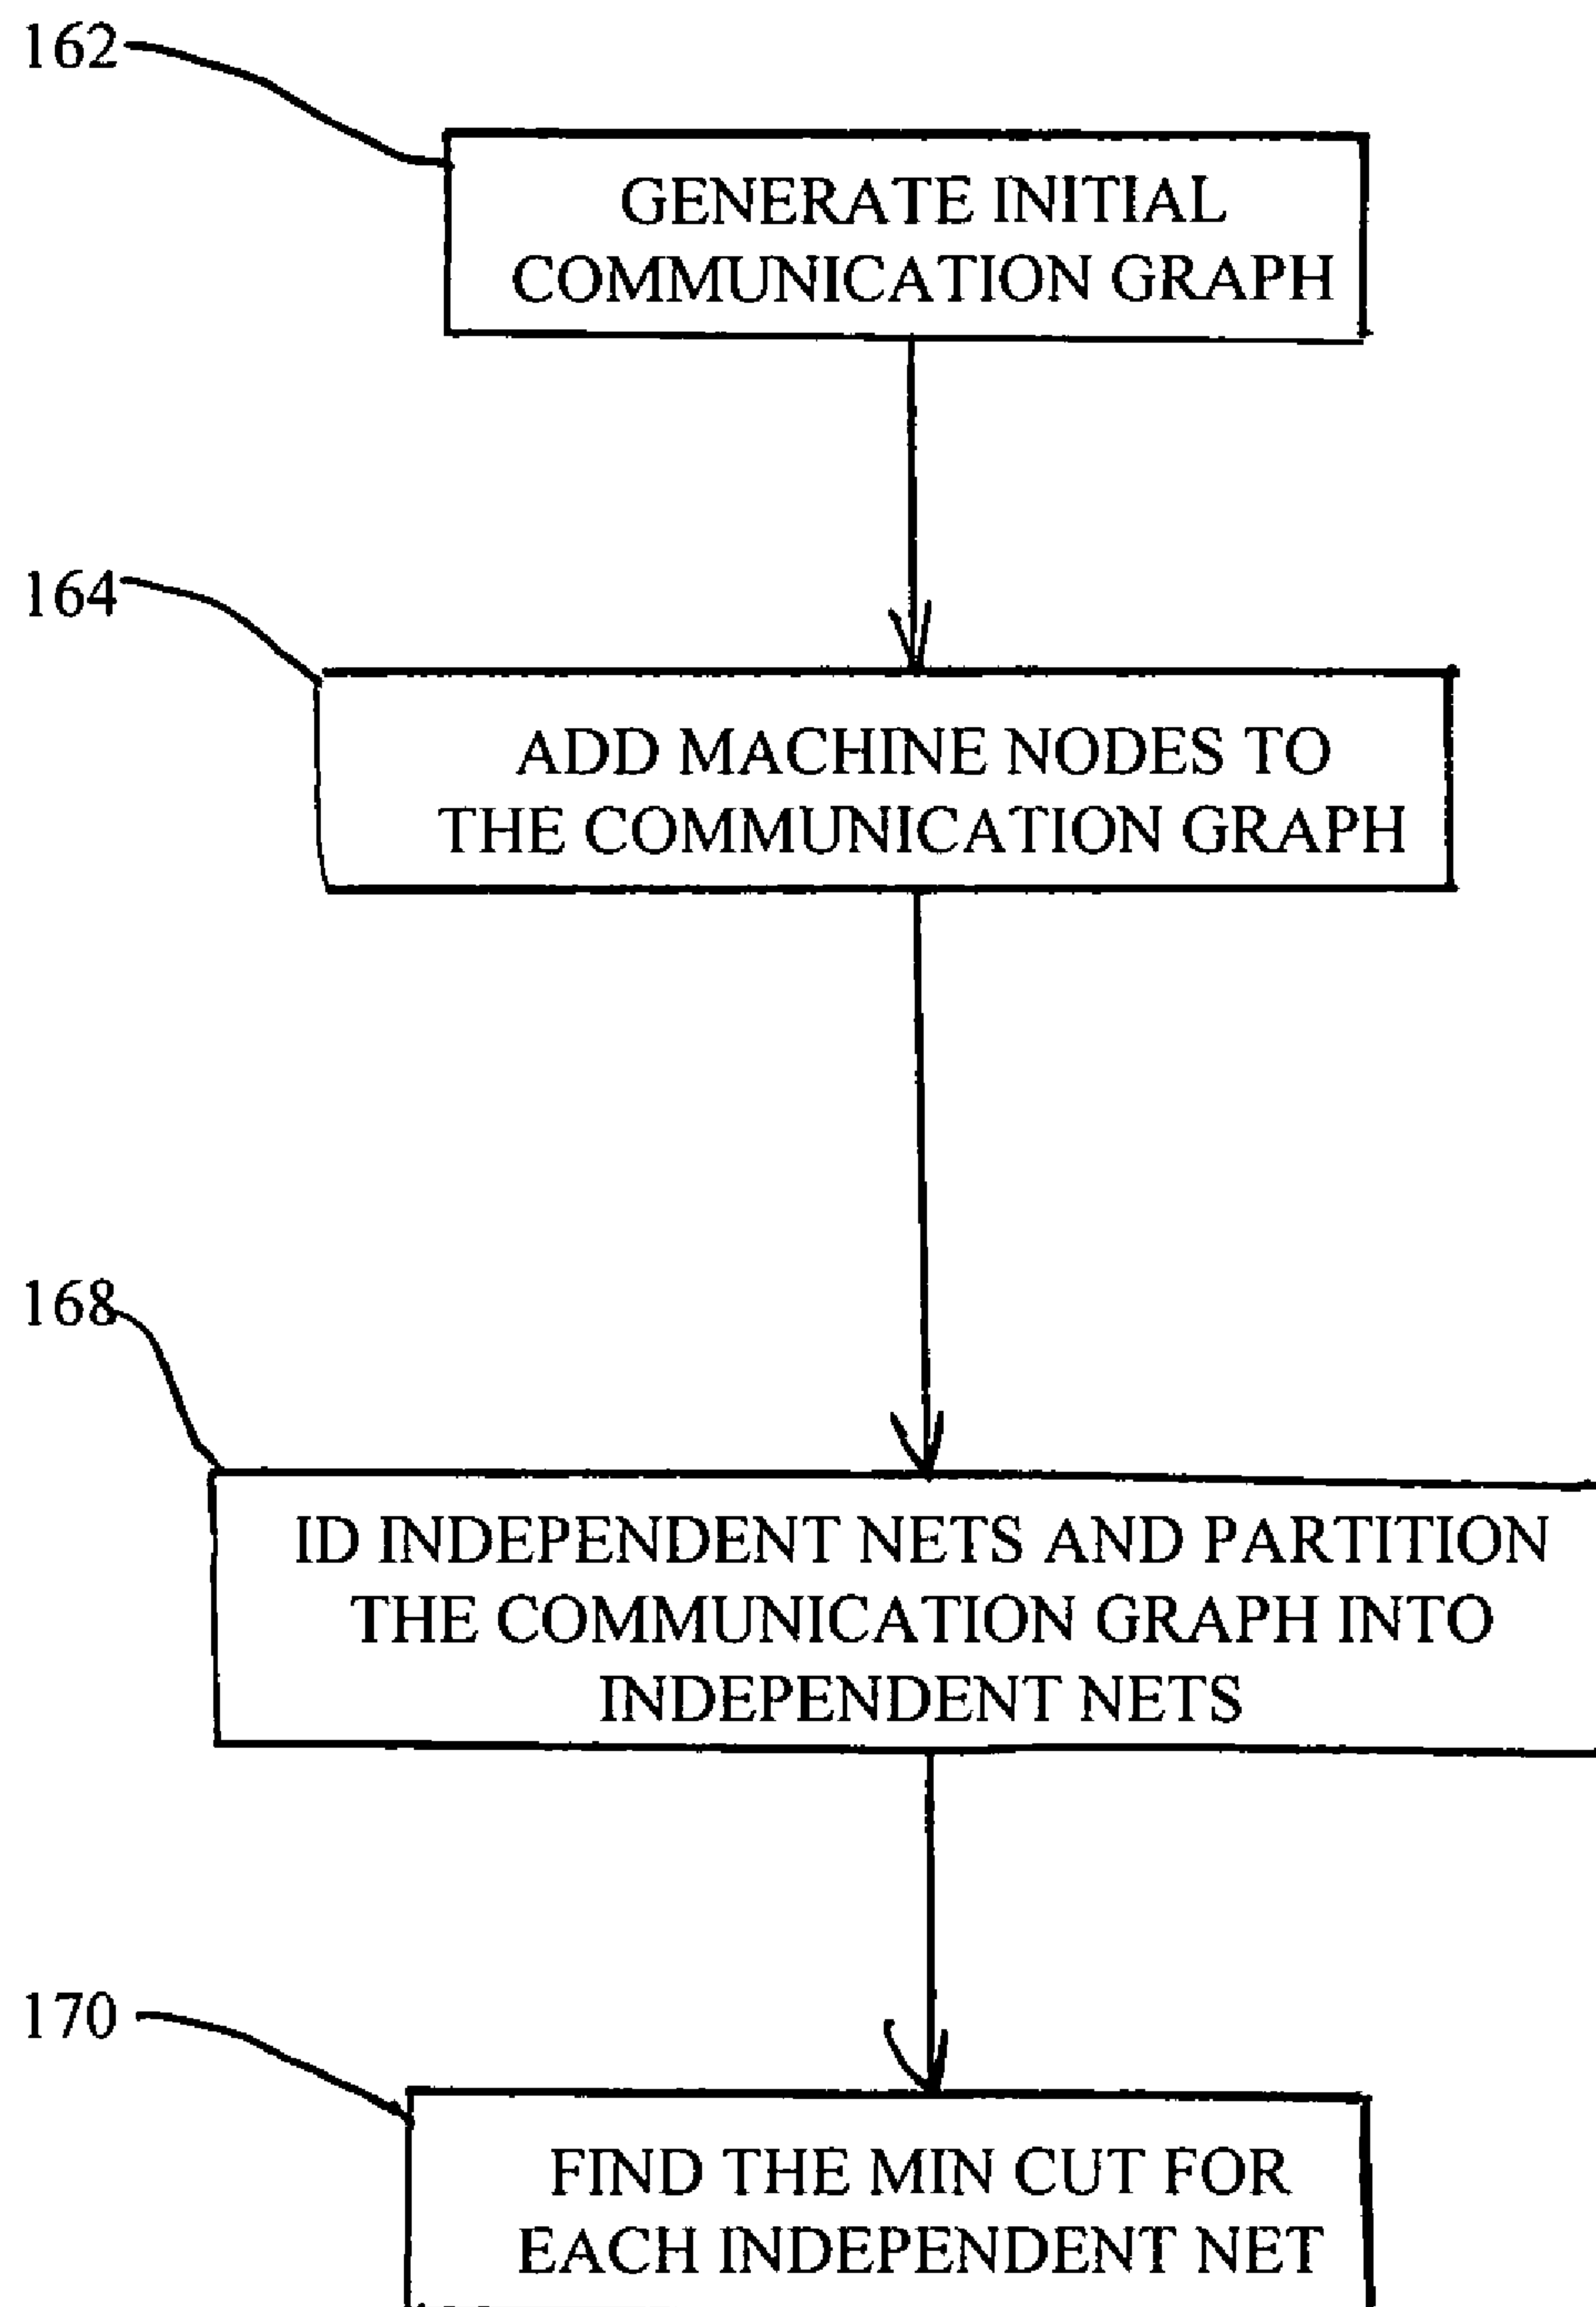 162
GENERATE INITIAL
COMMUNICATION GRAPH
164
ADD MACHINE NODES TO
THE COMMUNICATION GRAPH
168
ID INDEPENDENT NETS AND PARTITION
THE COMMUNICATION GRAPH INTO
INDEPENDENT NETS
170
FIND THE MIN CUT FOR
EACH INDEPENDENT NET